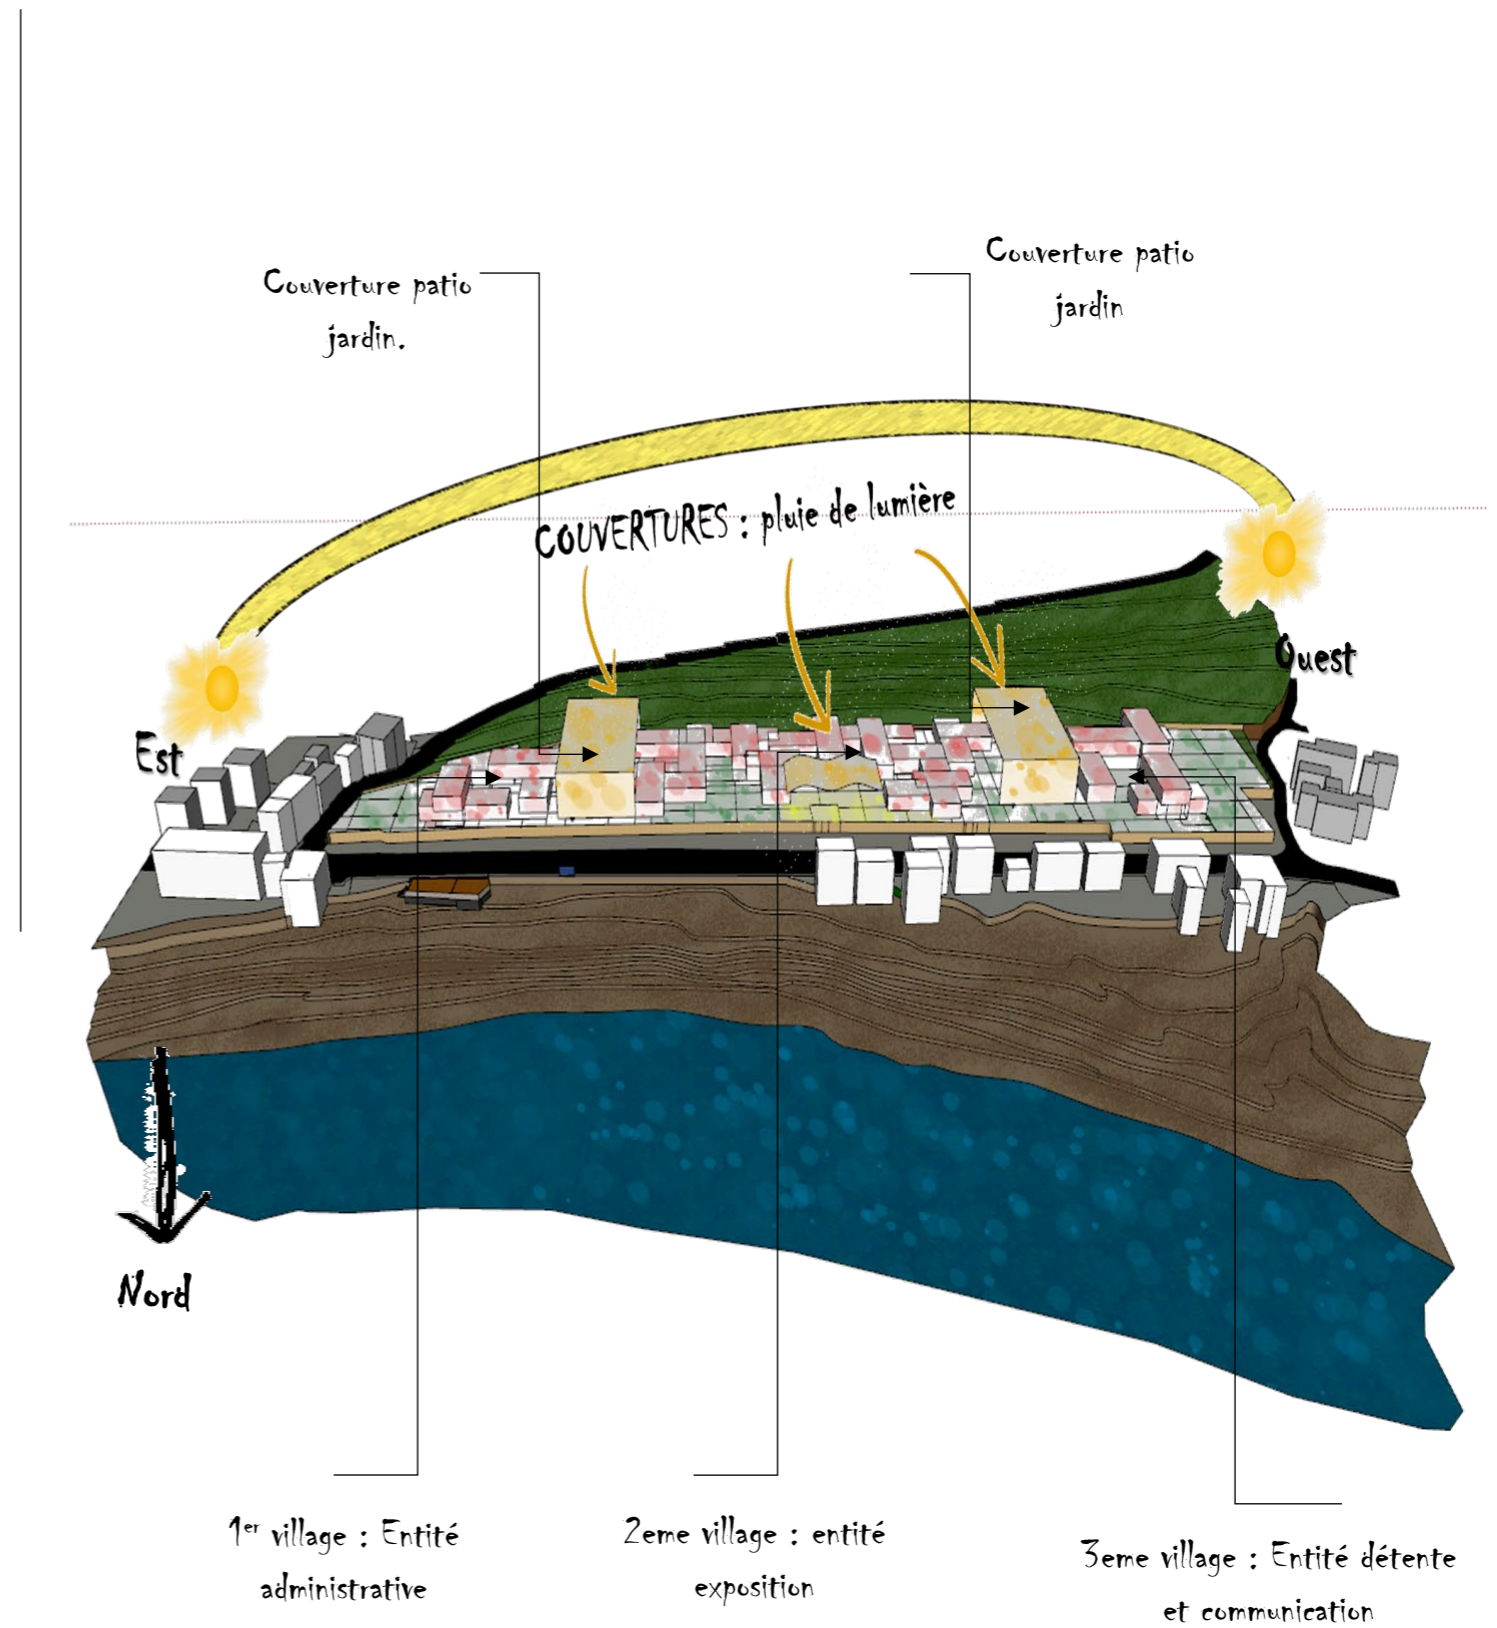 Couverture patio
jardin.
Couverture patio
jardin
COUVERTURES : pluie de lumière
Est
Ouest
Nord
1er village : Entité
administrative
2eme village : entité
exposition
3eme village : Entité détente
et communication